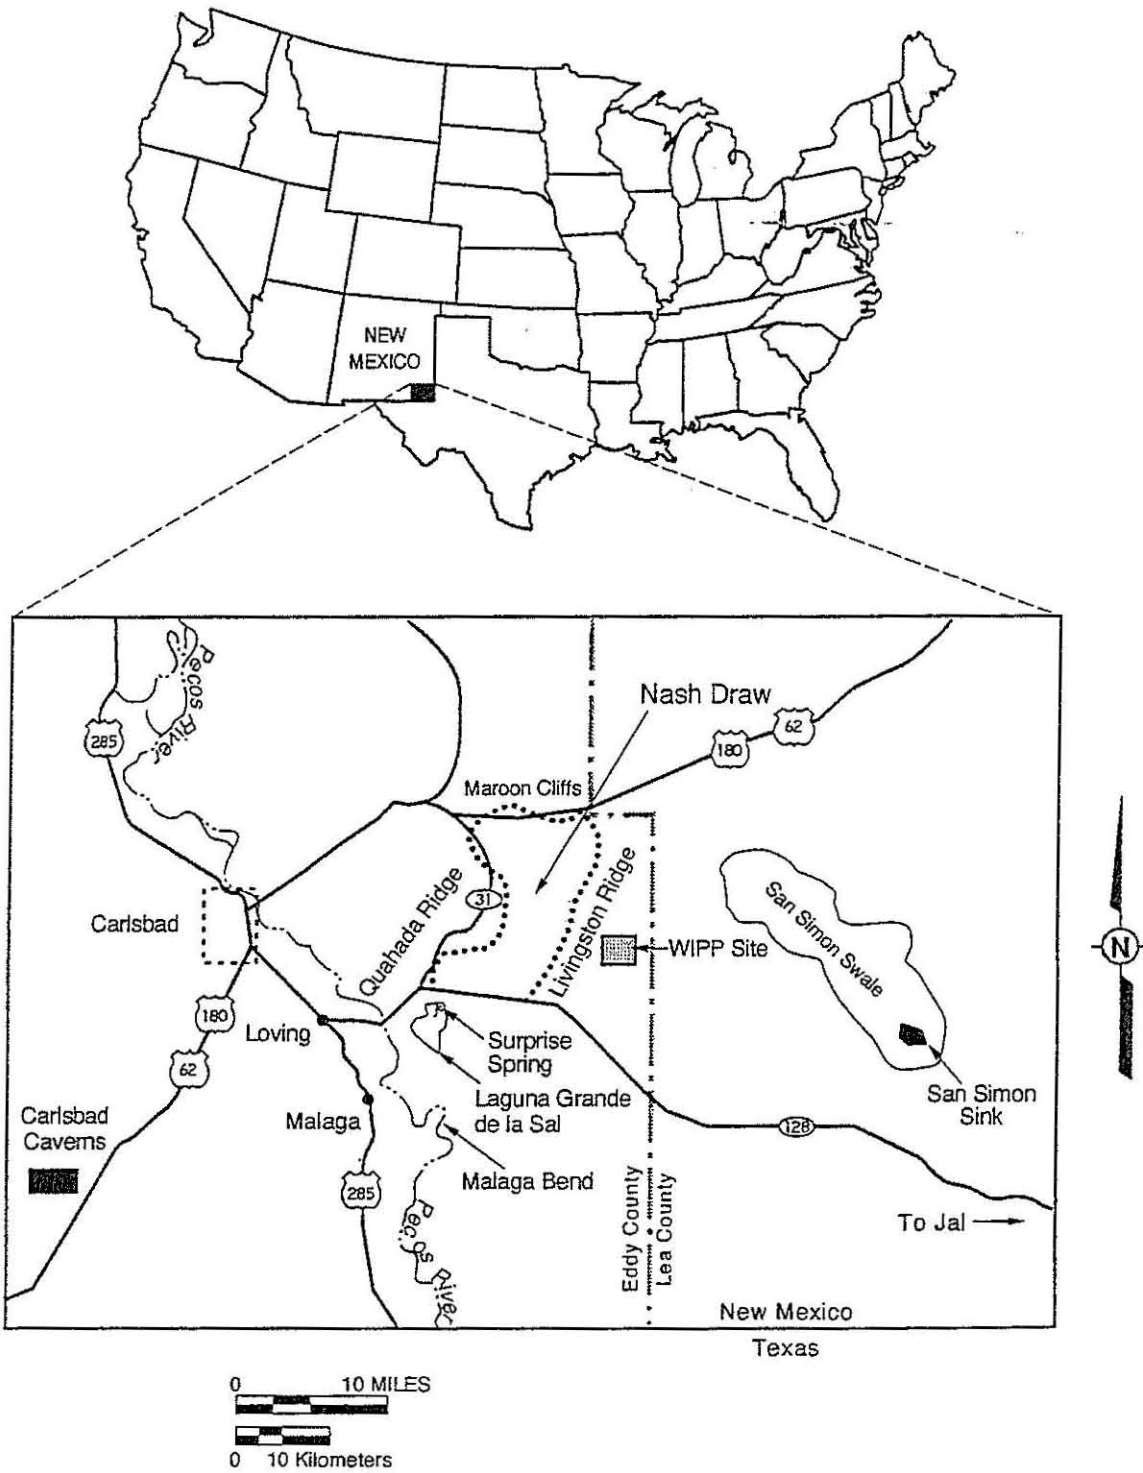 NEW
MEXICO
Pecos River
Nash Draw
285
62
180
Maroon Cliffs
Quahada Ridge
31
Livingston Ridge
San Simon Swale
Carlsbad
WIPP Site
N
180
Loving
Surprise
Spring
62
Laguna Grande
de la Sal
San Simon
Sink
Carlsbad
Caverns
Malaga
128
285
Malaga Bend
Pecos River
Eddy County
Lea County
To Jal
New Mexico
Texas
0 10 MILES
0 10 Kilometers